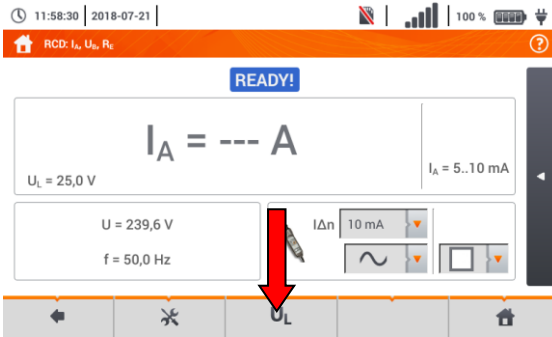 11:58:30 2018-07-21 100 %
RCD: IA, UB, RE ?
READY!
IA = --- A
UL = 25,0 V
IA = 5..10 mA
U = 239,6 V
f = 50,0 Hz
IΔn 10 mA
UL